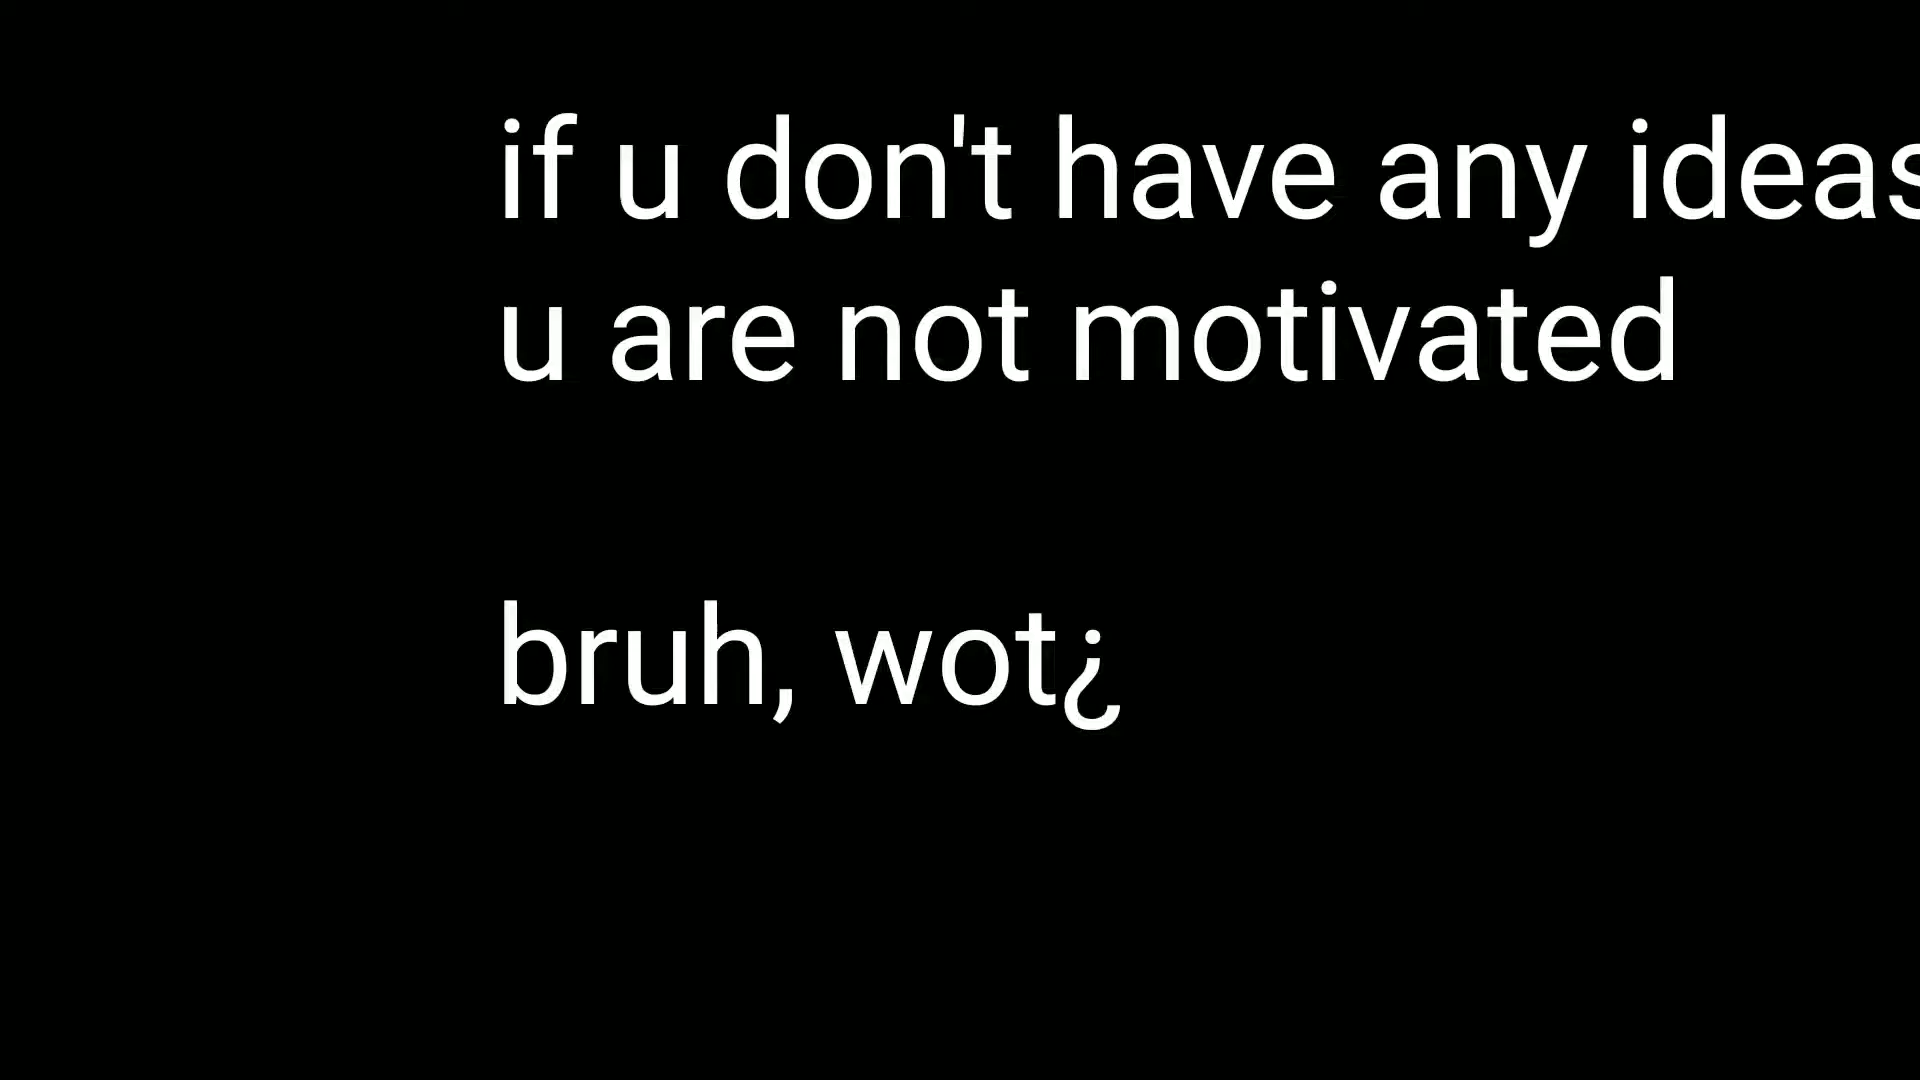 if u don't have any ideas
u are not motivated
bruh, wot¿